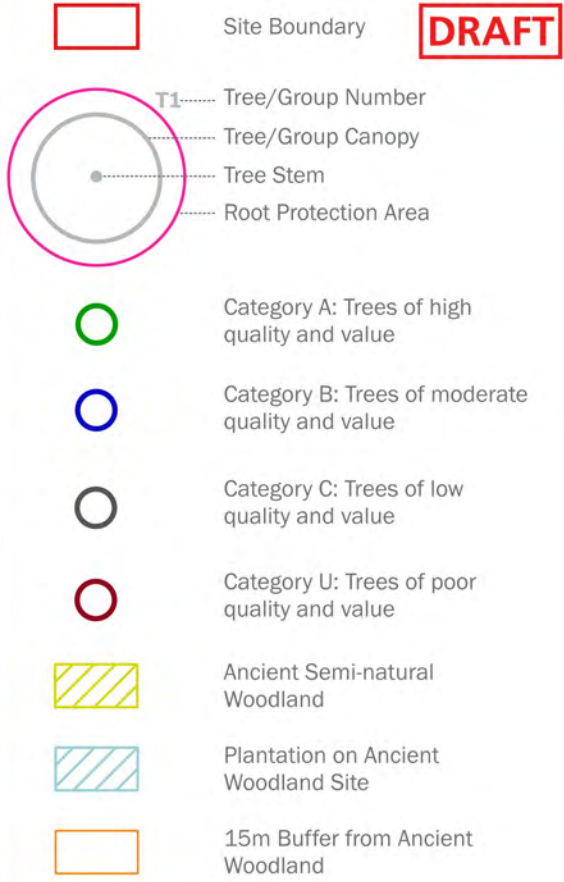 Site Boundary
DRAFT
T1
Tree/Group Number
Tree/Group Canopy
Tree Stem
Root Protection Area
Category A: Trees of high
quality and value
Category B: Trees of moderate
quality and value
Category C: Trees of low
quality and value
Category U: Trees of poor
quality and value
Ancient Semi-natural
Woodland
Plantation on Ancient
Woodland Site
15m Buffer from Ancient
Woodland